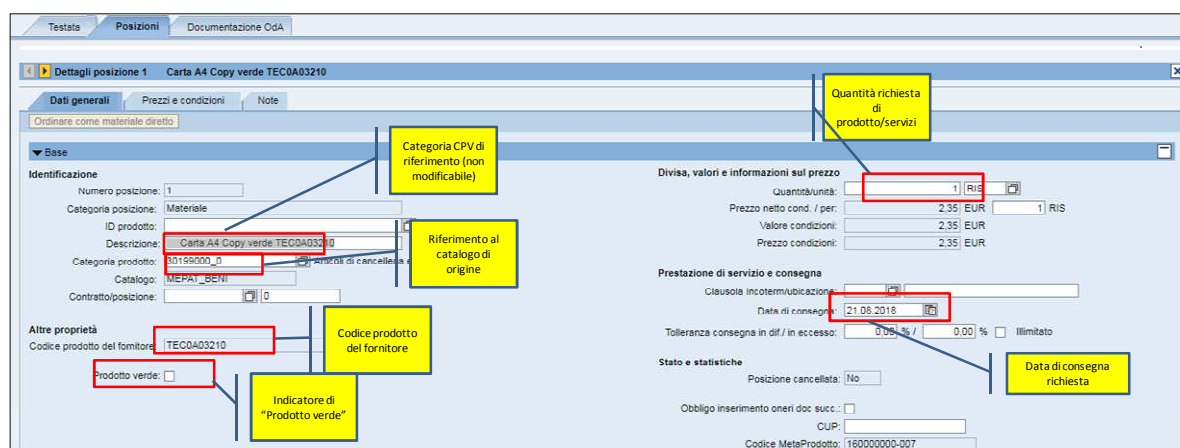 Testata Posizioni Documentazione OdA
Dettagli posizione 1 Carta A4 Copy verde TEC0A03210
Dati generali Prezzi e condizioni Note
Ordinare come materiale diretto
Base
Identificazione
Numero posizione: 1
Categoria posizione: Materiale
ID prodotto:
Descrizione: Carta A4 Copy verde TEC0A03210
Categoria prodotto: 30199000_0 Articoli di cancelleria e
Catalogo: MEPAT_BENI
Contratto/posizione: 0
Altre proprietà
Codice prodotto del fornitore: TEC0A03210
Prodotto verde:
Categoria CPV di
riferimento (non
modificabile)
Riferimento al
catalogo di
origine
Codice prodotto
del fornitore
Indicatore di
“Prodotto verde”
Quantità richiesta
di
prodotto/servizi
Divisa, valori e informazioni sul prezzo
Quantità/unità: 1 RIS
Prezzo netto cond. / per: 2,35 EUR 1 RIS
Valore condizioni: 2,35 EUR
Prezzo condizioni: 2,35 EUR
Prestazione di servizio e consegna
Clausola Incoterm/ubicazione:
Data di consegna: 21.08.2018
Tolleranza consegna in dif./ in eccesso: 0,00 % / 0,00 % Illimitato
Stato e statistiche
Posizione cancellata: No
Data di consegna
richiesta
Obbligo inserimento oneri doc succ.:
CUP:
Codice MetaProdotto: 160000000-007